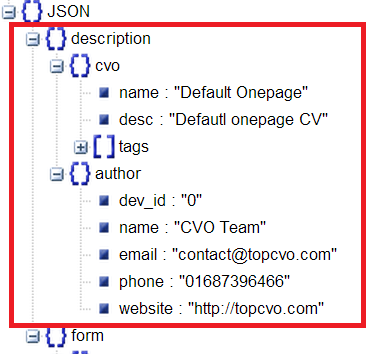 JSON
description
cvo
name : "Default Onepage"
desc : "Defautl onepage CV"
tags
author
dev_id : "0"
name : "CVO Team"
email : "contact@topcvo.com"
phone : "01687396466"
website : "http://topcvo.com"
form